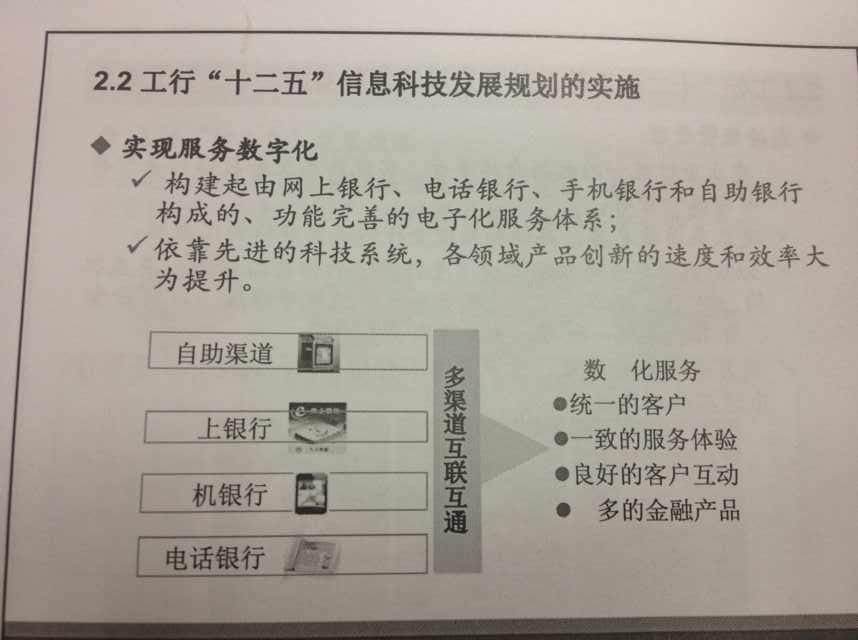 2.2 工行“十二五”信息科技发展规划的实施
◆ 实现服务数字化
✓ 构建起由网上银行、电话银行、手机银行和自助银行
构成的、功能完善的电子化服务体系；
✓ 依靠先进的科技系统，各领域产品创新的速度和效率大
为提升。
自助渠道
上银行
机银行
电话银行
多渠道互联互通
数 化服务
●统一的客户
●一致的服务体验
●良好的客户互动
● 多的金融产品